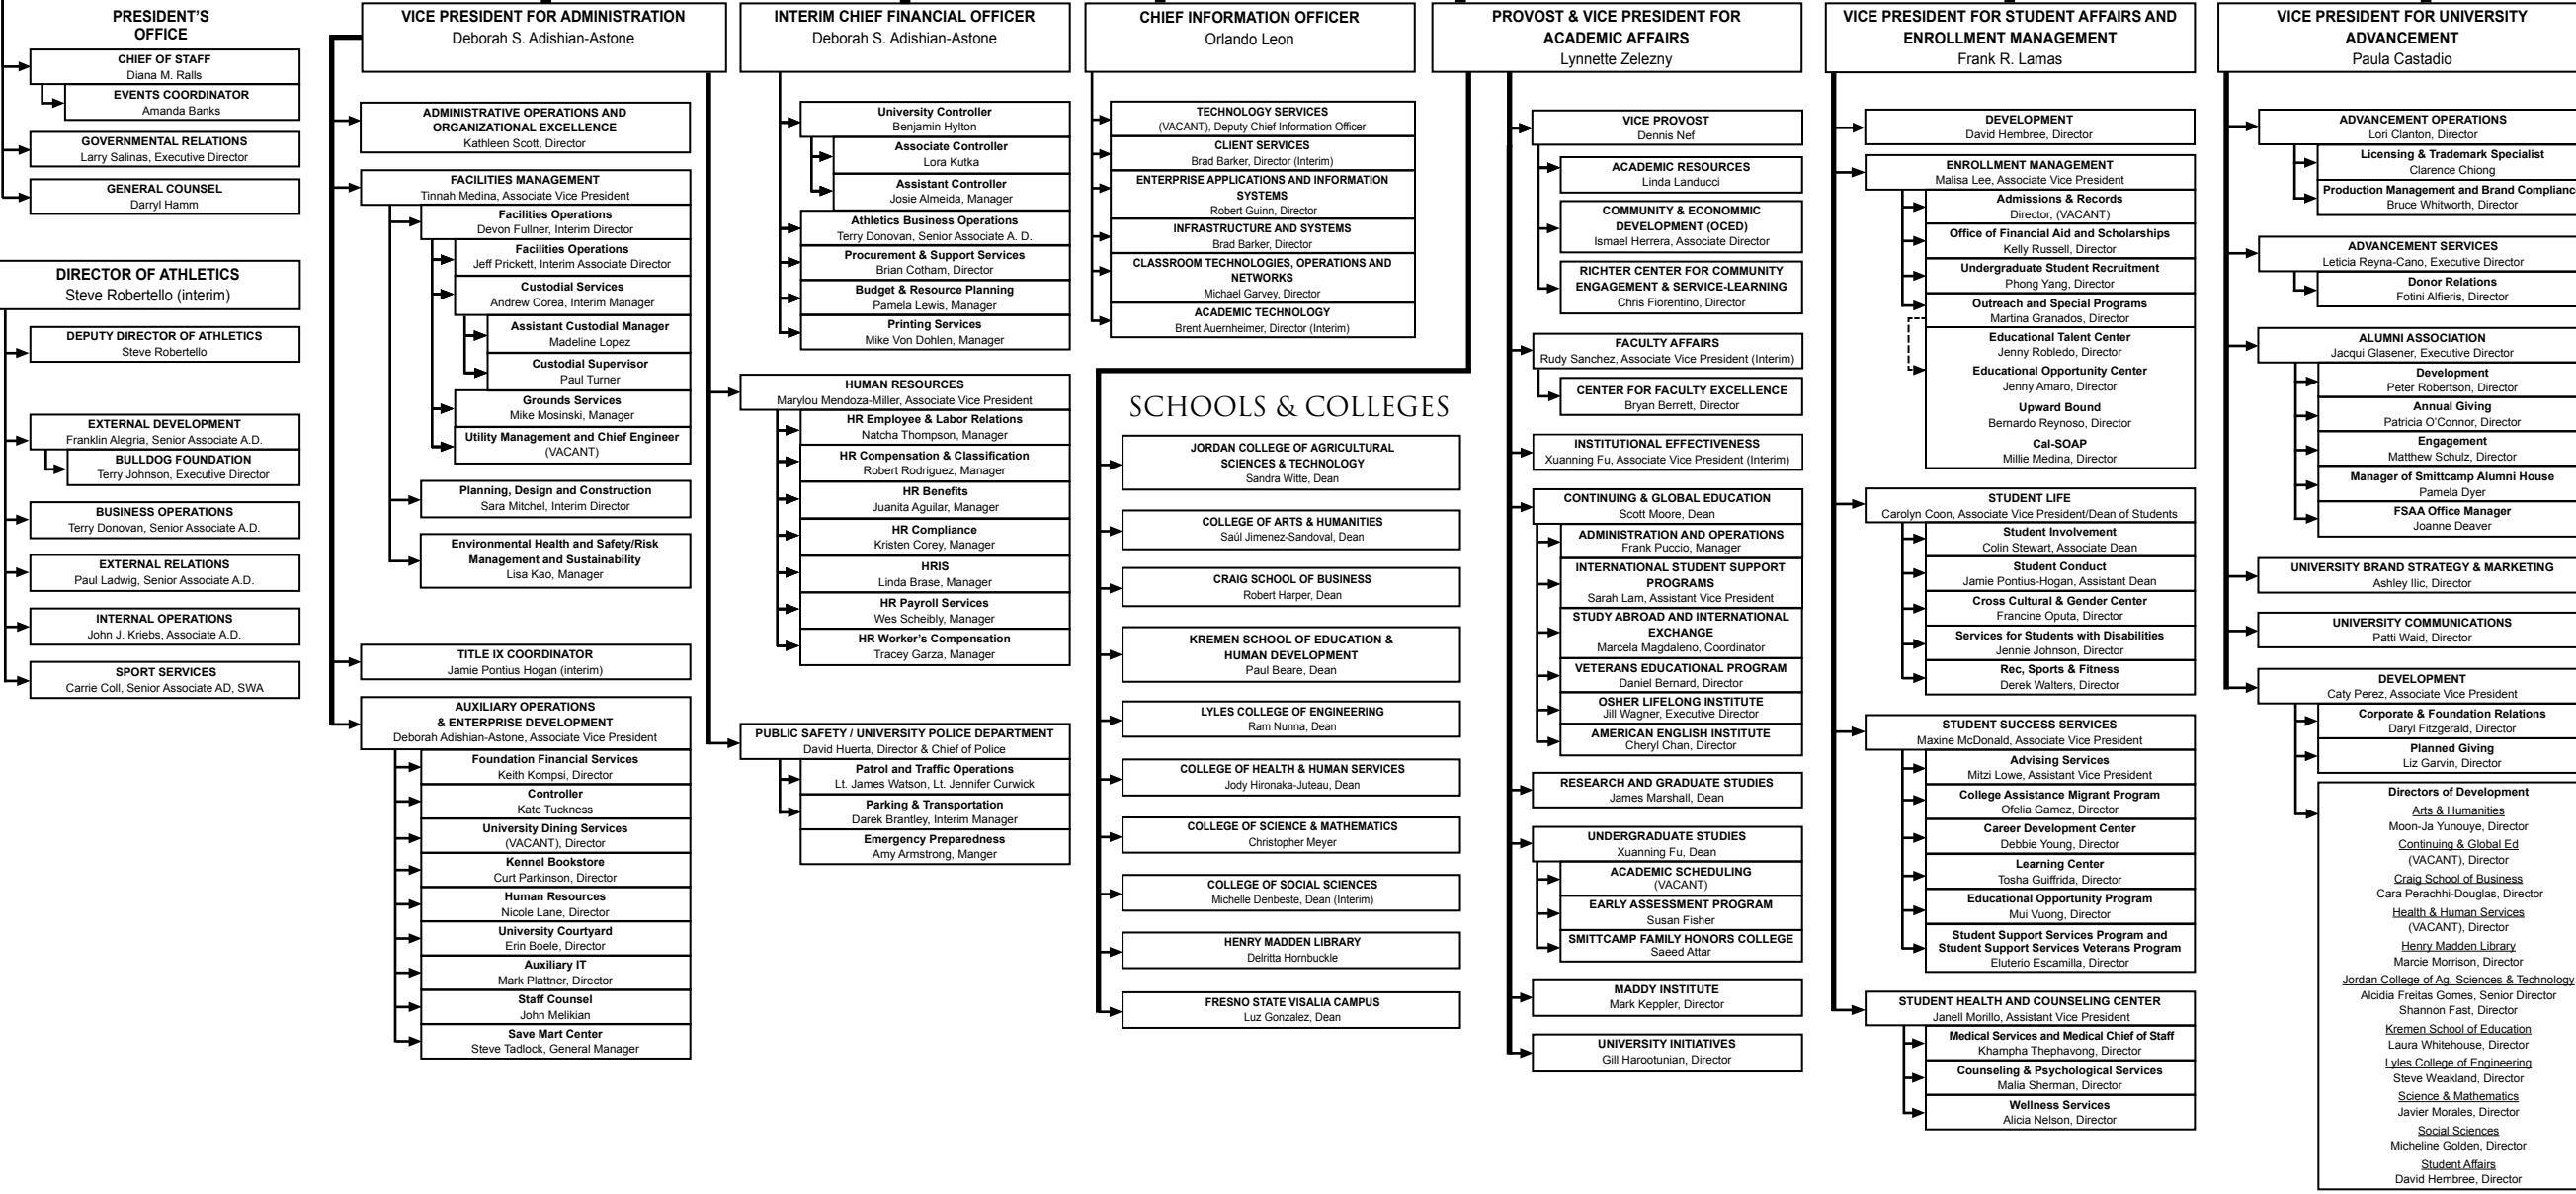 PRESIDENT'S
OFFICE
CHIEF OF STAFF
Diana M. Ralls
EVENTS COORDINATOR
Amanda Banks
GOVERNMENTAL RELATIONS
Larry Salinas, Executive Director
GENERAL COUNSEL
Darryl Hamm
DIRECTOR OF ATHLETICS
Steve Robertello (interim)
DEPUTY DIRECTOR OF ATHLETICS
Steve Robertello
EXTERNAL DEVELOPMENT
Franklin Alegria, Senior Associate A.D.
BULLDOG FOUNDATION
Terry Johnson, Executive Director
BUSINESS OPERATIONS
Terry Donovan, Senior Associate A.D.
EXTERNAL RELATIONS
Paul Ladwig, Senior Associate A.D.
INTERNAL OPERATIONS
John J. Kriebs, Associate A.D.
SPORT SERVICES
Carrie Coll, Senior Associate AD, SWA
VICE PRESIDENT FOR ADMINISTRATION
Deborah S. Adishian-Astone
ADMINISTRATIVE OPERATIONS AND
ORGANIZATIONAL EXCELLENCE
Kathleen Scott, Director
FACILITIES MANAGEMENT
Tinnah Medina, Associate Vice President
Facilities Operations
Devon Fullner, Interim Director
Facilities Operations
Jeff Prickett, Interim Associate Director
Custodial Services
Andrew Corea, Interim Manager
Assistant Custodial Manager
Madeline Lopez
Custodial Supervisor
Paul Turner
Grounds Services
Mike Mosinski, Manager
Utility Management and Chief Engineer
(VACANT)
Planning, Design and Construction
Sara Mitchel, Interim Director
Environmental Health and Safety/Risk
Management and Sustainability
Lisa Kao, Manager
TITLE IX COORDINATOR
Jamie Pontius Hogan (interim)
AUXILIARY OPERATIONS
& ENTERPRISE DEVELOPMENT
Deborah Adishian-Astone, Associate Vice President
Foundation Financial Services
Keith Kompsi, Director
Controller
Kate Tuckness
University Dining Services
(VACANT), Director
Kennel Bookstore
Curt Parkinson, Director
Human Resources
Nicole Lane, Director
University Courtyard
Erin Boele, Director
Auxiliary IT
Mark Plattner, Director
Staff Counsel
John Melikian
Save Mart Center
Steve Tadlock, General Manager
INTERIM CHIEF FINANCIAL OFFICER
Deborah S. Adishian-Astone
University Controller
Benjamin Hylton
Associate Controller
Lora Kutka
Assistant Controller
Josie Almeida, Manager
Athletics Business Operations
Terry Donovan, Senior Associate A. D.
Procurement & Support Services
Brian Cotham, Director
Budget & Resource Planning
Pamela Lewis, Manager
Printing Services
Mike Von Dohlen, Manager
HUMAN RESOURCES
Marylou Mendoza-Miller, Associate Vice President
HR Employee & Labor Relations
Natcha Thompson, Manager
HR Compensation & Classification
Robert Rodriguez, Manager
HR Benefits
Juanita Aguilar, Manager
HR Compliance
Kristen Corey, Manager
HRIS
Linda Brase, Manager
HR Payroll Services
Wes Scheibly, Manager
HR Worker's Compensation
Tracey Garza, Manager
PUBLIC SAFETY / UNIVERSITY POLICE DEPARTMENT
David Huerta, Director & Chief of Police
Patrol and Traffic Operations
Lt. James Watson, Lt. Jennifer Curwick
Parking & Transportation
Darek Brantley, Interim Manager
Emergency Preparedness
Amy Armstrong, Manger
CHIEF INFORMATION OFFICER
Orlando Leon
TECHNOLOGY SERVICES
(VACANT), Deputy Chief Information Officer
CLIENT SERVICES
Brad Barker, Director (Interim)
ENTERPRISE APPLICATIONS AND INFORMATION
SYSTEMS
Robert Guinn, Director
INFRASTRUCTURE AND SYSTEMS
Brad Barker, Director
CLASSROOM TECHNOLOGIES, OPERATIONS AND
NETWORKS
Michael Garvey, Director
ACADEMIC TECHNOLOGY
Brent Auernheimer, Director (Interim)
SCHOOLS & COLLEGES
JORDAN COLLEGE OF AGRICULTURAL
SCIENCES & TECHNOLOGY
Sandra Witte, Dean
COLLEGE OF ARTS & HUMANITIES
Saúl Jimenez-Sandoval, Dean
CRAIG SCHOOL OF BUSINESS
Robert Harper, Dean
KREMEN SCHOOL OF EDUCATION &
HUMAN DEVELOPMENT
Paul Beare, Dean
LYLES COLLEGE OF ENGINEERING
Ram Nunna, Dean
COLLEGE OF HEALTH & HUMAN SERVICES
Jody Hironaka-Juteau, Dean
COLLEGE OF SCIENCE & MATHEMATICS
Christopher Meyer
COLLEGE OF SOCIAL SCIENCES
Michelle Denbeste, Dean (Interim)
HENRY MADDEN LIBRARY
Delritta Hornbuckle
FRESNO STATE VISALIA CAMPUS
Luz Gonzalez, Dean
PROVOST & VICE PRESIDENT FOR
ACADEMIC AFFAIRS
Lynnette Zelezny
VICE PROVOST
Dennis Nef
ACADEMIC RESOURCES
Linda Landucci
COMMUNITY & ECONOMMIC
DEVELOPMENT (OCED)
Ismael Herrera, Associate Director
RICHTER CENTER FOR COMMUNITY
ENGAGEMENT & SERVICE-LEARNING
Chris Fiorentino, Director
FACULTY AFFAIRS
Rudy Sanchez, Associate Vice President (Interim)
CENTER FOR FACULTY EXCELLENCE
Bryan Berrett, Director
INSTITUTIONAL EFFECTIVENESS
Xuanning Fu, Associate Vice President (Interim)
CONTINUING & GLOBAL EDUCATION
Scott Moore, Dean
ADMINISTRATION AND OPERATIONS
Frank Puccio, Manager
INTERNATIONAL STUDENT SUPPORT
PROGRAMS
Sarah Lam, Assistant Vice President
STUDY ABROAD AND INTERNATIONAL
EXCHANGE
Marcela Magdaleno, Coordinator
VETERANS EDUCATIONAL PROGRAM
Daniel Bernard, Director
OSHER LIFELONG INSTITUTE
Jill Wagner, Executive Director
AMERICAN ENGLISH INSTITUTE
Cheryl Chan, Director
RESEARCH AND GRADUATE STUDIES
James Marshall, Dean
UNDERGRADUATE STUDIES
Xuanning Fu, Dean
ACADEMIC SCHEDULING
(VACANT)
EARLY ASSESSMENT PROGRAM
Susan Fisher
SMITTCAMP FAMILY HONORS COLLEGE
Saeed Attar
MADDY INSTITUTE
Mark Keppler, Director
UNIVERSITY INITIATIVES
Gill Harootunian, Director
VICE PRESIDENT FOR STUDENT AFFAIRS AND
ENROLLMENT MANAGEMENT
Frank R. Lamas
DEVELOPMENT
David Hembree, Director
ENROLLMENT MANAGEMENT
Malisa Lee, Associate Vice President
Admissions & Records
Director, (VACANT)
Office of Financial Aid and Scholarships
Kelly Russell, Director
Undergraduate Student Recruitment
Phong Yang, Director
Outreach and Special Programs
Martina Granados, Director
Educational Talent Center
Jenny Robledo, Director
Educational Opportunity Center
Jenny Amaro, Director
Upward Bound
Bernardo Reynoso, Director
Cal-SOAP
Millie Medina, Director
STUDENT LIFE
Carolyn Coon, Associate Vice President/Dean of Students
Student Involvement
Colin Stewart, Associate Dean
Student Conduct
Jamie Pontius-Hogan, Assistant Dean
Cross Cultural & Gender Center
Francine Oputa, Director
Services for Students with Disabilities
Jennie Johnson, Director
Rec, Sports & Fitness
Derek Walters, Director
STUDENT SUCCESS SERVICES
Maxine McDonald, Associate Vice President
Advising Services
Mitzi Lowe, Assistant Vice President
College Assistance Migrant Program
Ofelia Gamez, Director
Career Development Center
Debbie Young, Director
Learning Center
Tosha Guiffrida, Director
Educational Opportunity Program
Mui Vuong, Director
Student Support Services Program and
Student Support Services Veterans Program
Eluterio Escamilla, Director
STUDENT HEALTH AND COUNSELING CENTER
Janell Morillo, Assistant Vice President
Medical Services and Medical Chief of Staff
Khampha Thephavong, Director
Counseling & Psychological Services
Malia Sherman, Director
Wellness Services
Alicia Nelson, Director
VICE PRESIDENT FOR UNIVERSITY
ADVANCEMENT
Paula Castadio
ADVANCEMENT OPERATIONS
Lori Clanton, Director
Licensing & Trademark Specialist
Clarence Chiong
Production Management and Brand Compliance
Bruce Whitworth, Director
ADVANCEMENT SERVICES
Leticia Reyna-Cano, Executive Director
Donor Relations
Fotini Alfieris, Director
ALUMNI ASSOCIATION
Jacqui Glasener, Executive Director
Development
Peter Robertson, Director
Annual Giving
Patricia O'Connor, Director
Engagement
Matthew Schulz, Director
Manager of Smittcamp Alumni House
Pamela Dyer
FSAA Office Manager
Joanne Deaver
UNIVERSITY BRAND STRATEGY & MARKETING
Ashley Ilic, Director
UNIVERSITY COMMUNICATIONS
Patti Waid, Director
DEVELOPMENT
Caty Perez, Associate Vice President
Corporate & Foundation Relations
Daryl Fitzgerald, Director
Planned Giving
Liz Garvin, Director
Directors of Development
Arts & Humanities
Moon-Ja Yunouye, Director
Continuing & Global Ed
(VACANT), Director
Craig School of Business
Cara Perachhi-Douglas, Director
Health & Human Services
(VACANT), Director
Henry Madden Library
Marcie Morrison, Director
Jordan College of Ag. Sciences & Technology
Alcidia Freitas Gomes, Senior Director
Shannon Fast, Director
Kremen School of Education
Laura Whitehouse, Director
Lyles College of Engineering
Steve Weakland, Director
Science & Mathematics
Javier Morales, Director
Social Sciences
Micheline Golden, Director
Student Affairs
David Hembree, Director